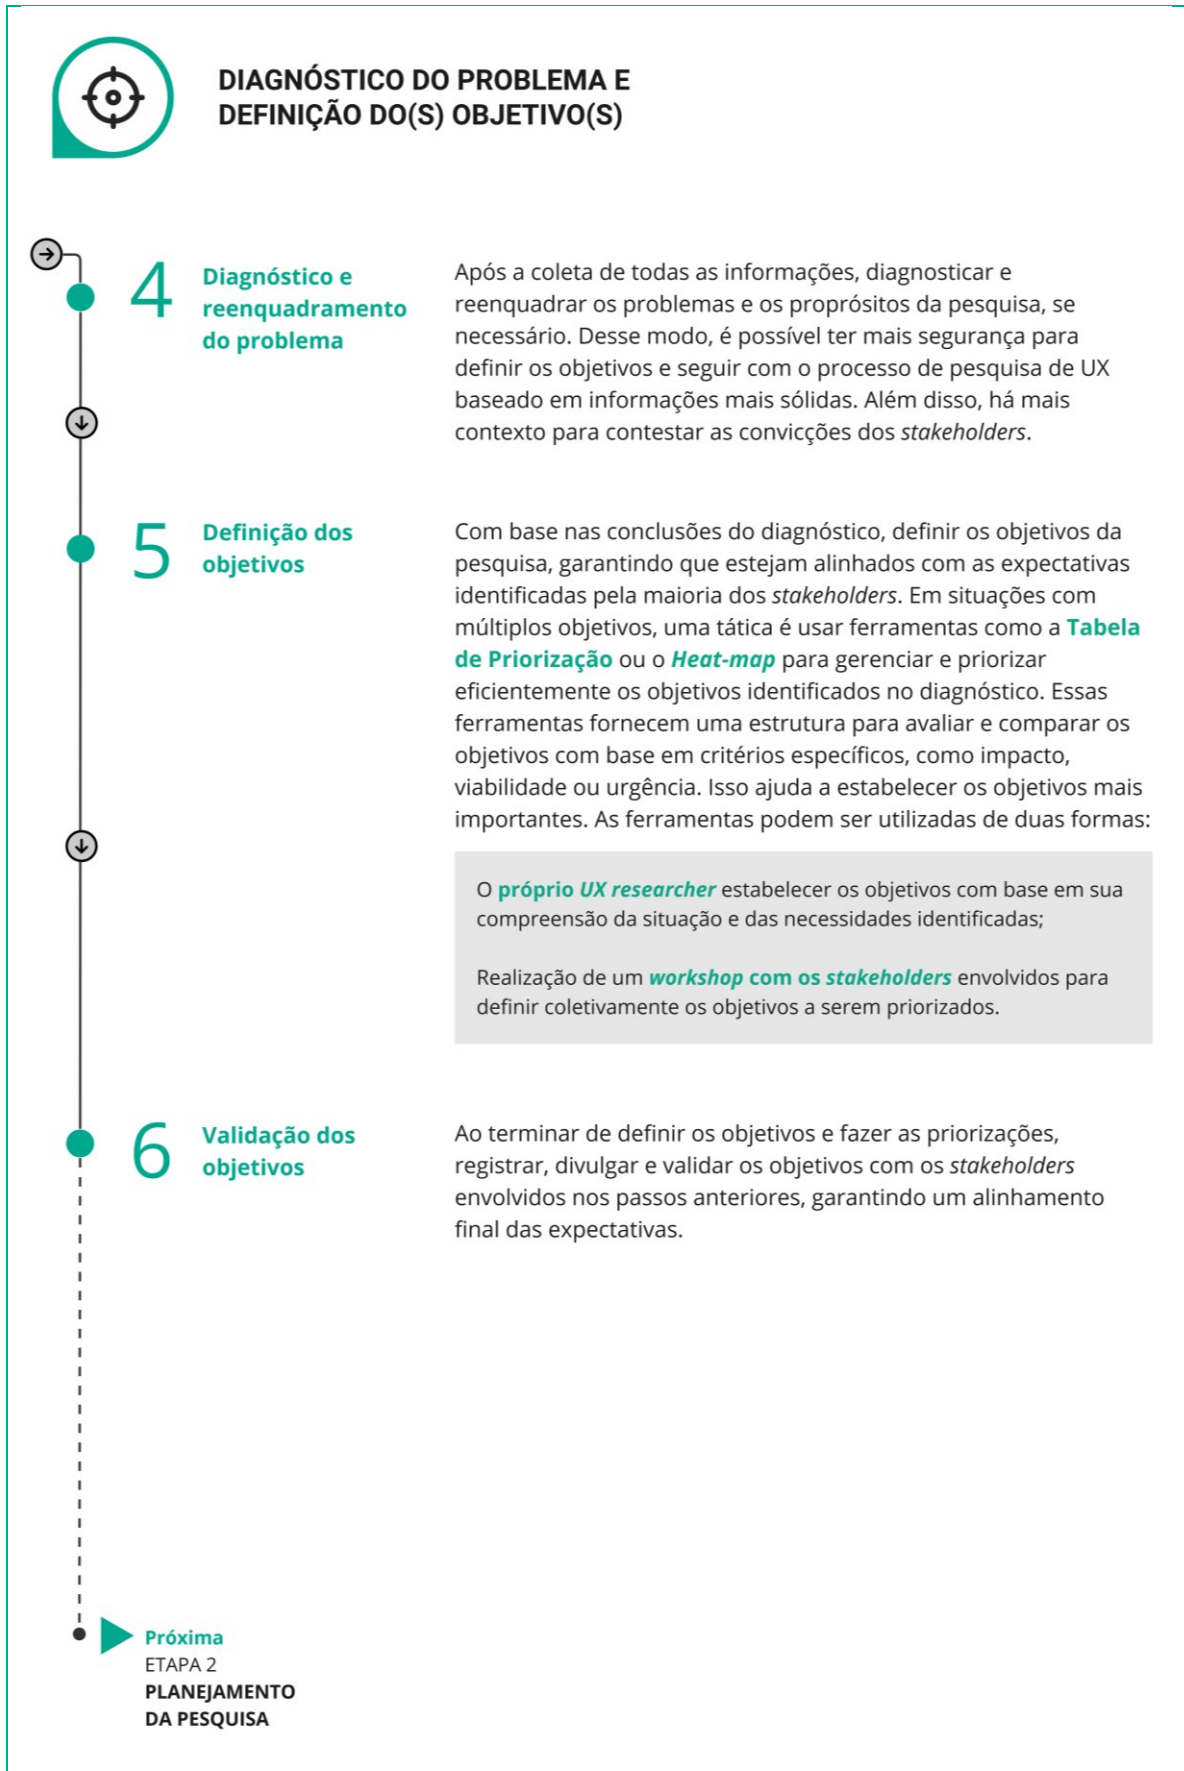 DIAGNÓSTICO DO PROBLEMA E
DEFINIÇÃO DO(S) OBJETIVO(S)
4
Diagnóstico e
reenquadramento
do problema
Após a coleta de todas as informações, diagnosticar e
reenquadrar os problemas e os proprósitos da pesquisa, se
necessário. Desse modo, é possível ter mais segurança para
definir os objetivos e seguir com o processo de pesquisa de UX
baseado em informações mais sólidas. Além disso, há mais
contexto para contestar as convicções dos stakeholders.
5
Definição dos
objetivos
Com base nas conclusões do diagnóstico, definir os objetivos da
pesquisa, garantindo que estejam alinhados com as expectativas
identificadas pela maioria dos stakeholders. Em situações com
múltiplos objetivos, uma tática é usar ferramentas como a Tabela
de Priorização ou o Heat-map para gerenciar e priorizar
eficientemente os objetivos identificados no diagnóstico. Essas
ferramentas fornecem uma estrutura para avaliar e comparar os
objetivos com base em critérios específicos, como impacto,
viabilidade ou urgência. Isso ajuda a estabelecer os objetivos mais
importantes. As ferramentas podem ser utilizadas de duas formas:
O próprio UX researcher estabelecer os objetivos com base em sua
compreensão da situação e das necessidades identificadas;
Realização de um workshop com os stakeholders envolvidos para
definir coletivamente os objetivos a serem priorizados.
6
Validação dos
objetivos
Ao terminar de definir os objetivos e fazer as priorizações,
registrar, divulgar e validar os objetivos com os stakeholders
envolvidos nos passos anteriores, garantindo um alinhamento
final das expectativas.
Próxima
ETAPA 2
PLANEJAMENTO
DA PESQUISA